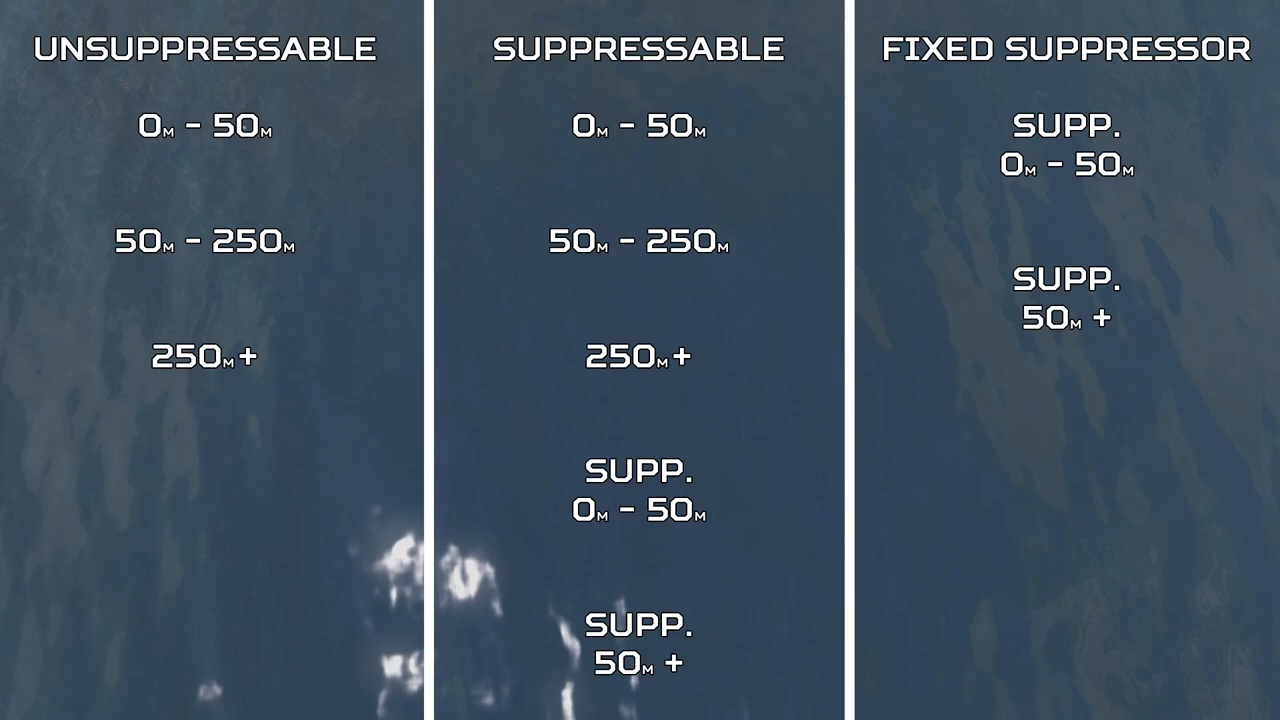 UNSUPPRESSABLE
0M - 50M
50M - 250M
250M+
SUPPRESSABLE
0M - 50M
50M - 250M
250M+
SUPP.
0M - 50M
SUPP.
50M +
FIXED SUPPRESSOR
SUPP.
0M - 50M
SUPP.
50M +